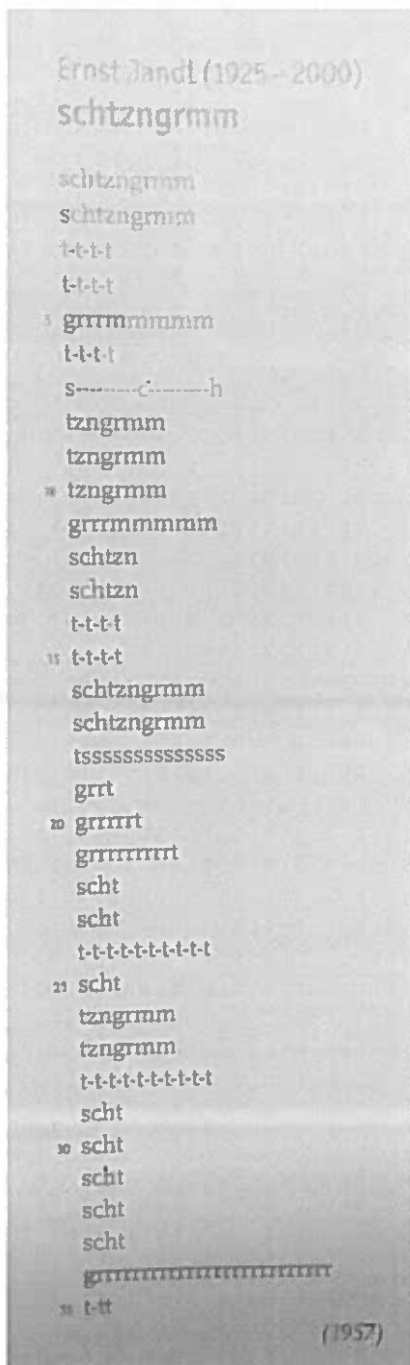 Ernst Jandl (1925–2000)
schtzngrmm
schtzngrmm
schtzngrmm
t-t-t-t
t-t-t-t
5 grrrmmmmm
t-t-t-t
s-------c--------h
tzngrmm
tzngrmm
10 tzngrmm
grrrmmmmm
schtzn
schtzn
t-t-t-t
15 t-t-t-t
schtzngrmm
schtzngrmm
tssssssssssssss
grrt
20 grrrrrt
grrrrrrrrrt
scht
scht
t-t-t-t-t-t-t-t-t-t
25 scht
tzngrmm
tzngrmm
t-t-t-t-t-t-t-t-t-t
scht
30 scht
scht
scht
scht
grrrrrrrrrrrrrrrrrrrrrrrrrrr
35 t-tt
(1957)